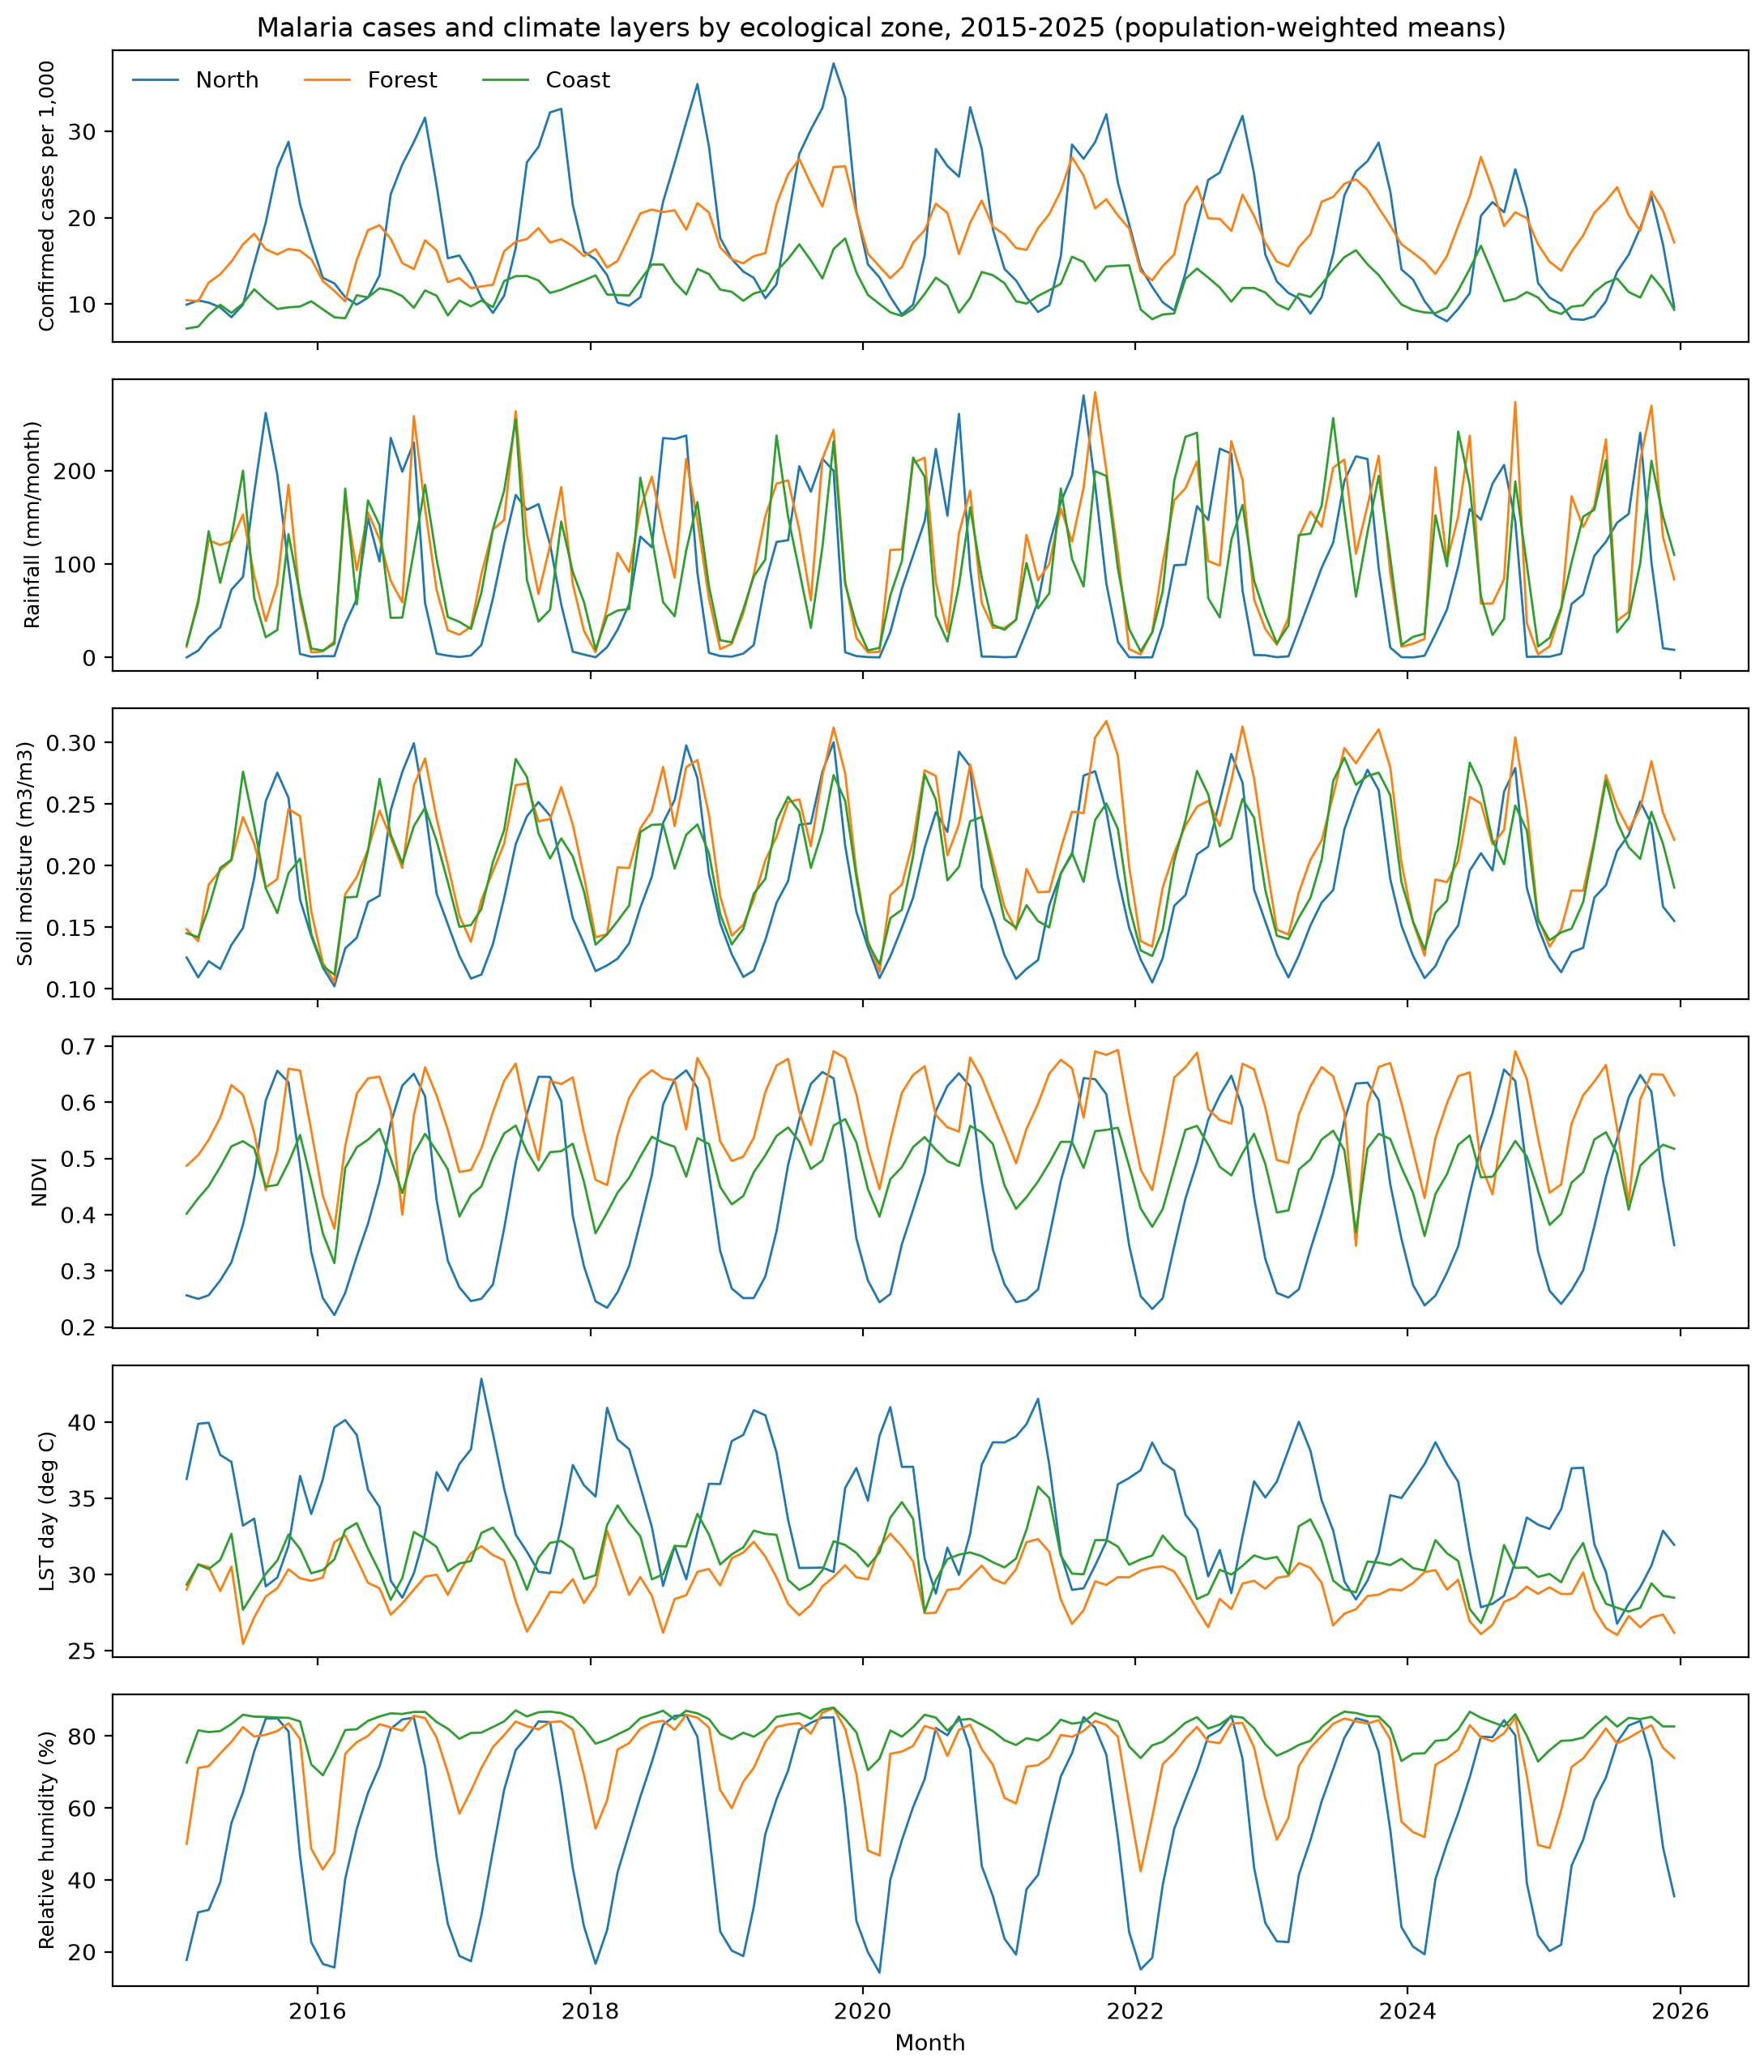 Malaria cases and climate layers by ecological zone, 2015-2025 (population-weighted means)
North
Forest
Coast
Confirmed cases per 1,000
30
20
10
Rainfall (mm/month)
200
100
0
Soil moisture (m3/m3)
0.30
0.25
0.20
0.15
0.10
NDVI
0.7
0.6
0.5
0.4
0.3
0.2
LST day (deg C)
40
35
30
25
Relative humidity (%)
80
60
40
20
2016
2018
2020
2022
2024
2026
Month